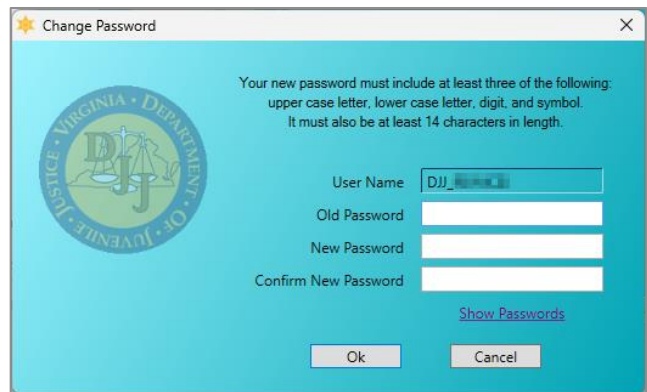 Change Password
Your new password must include at least three of the following:
upper case letter, lower case letter, digit, and symbol.
It must also be at least 14 characters in length.
VIRGINIA • DEPARTMENT • OF JUVENILE • JUSTICE
DJJ
User Name DJJ_
Old Password
New Password
Confirm New Password
Show Passwords
Ok Cancel